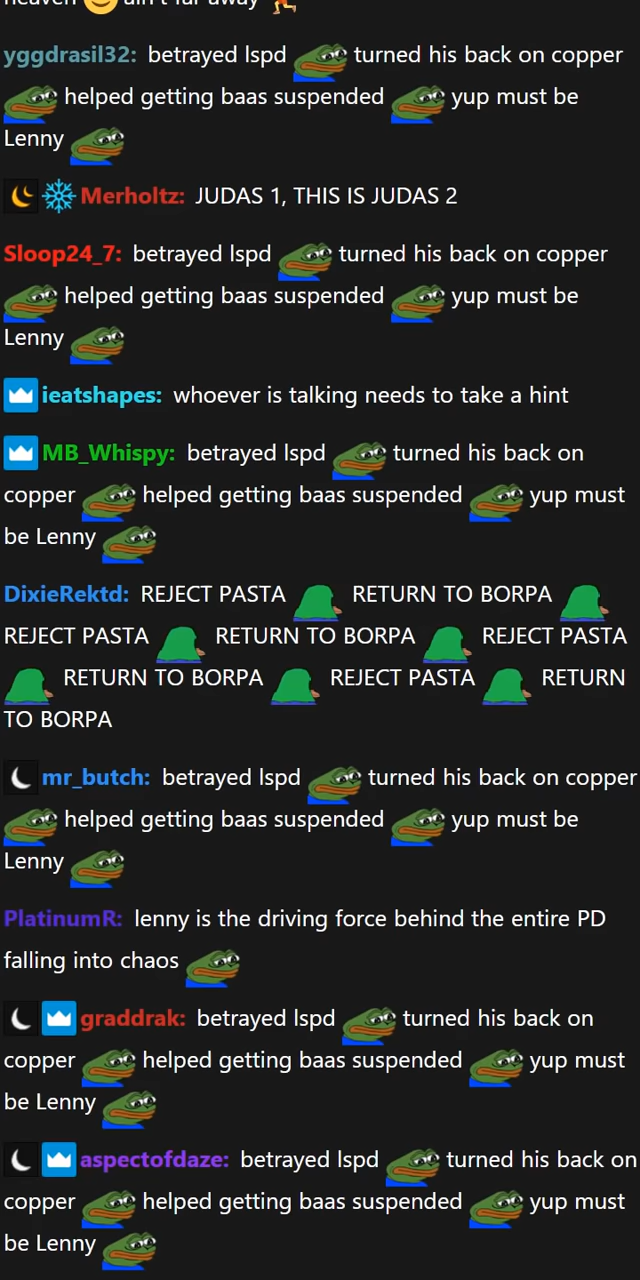 heaven ain't far away
yggdrasil32: betrayed lspd turned his back on copper
helped getting baas suspended yup must be
Lenny
Merholtz: JUDAS 1, THIS IS JUDAS 2
Sloop24_7: betrayed lspd turned his back on copper
helped getting baas suspended yup must be
Lenny
ieatshapes: whoever is talking needs to take a hint
MB_Whispy: betrayed lspd turned his back on
copper helped getting baas suspended yup must
be Lenny
DixieRektd: REJECT PASTA RETURN TO BORPA
REJECT PASTA RETURN TO BORPA REJECT PASTA
RETURN TO BORPA REJECT PASTA RETURN
TO BORPA
mr_butch: betrayed lspd turned his back on copper
helped getting baas suspended yup must be
Lenny
PlatinumR: lenny is the driving force behind the entire PD
falling into chaos
graddrak: betrayed lspd turned his back on
copper helped getting baas suspended yup must
be Lenny
aspectofdaze: betrayed lspd turned his back on
copper helped getting baas suspended yup must
be Lenny